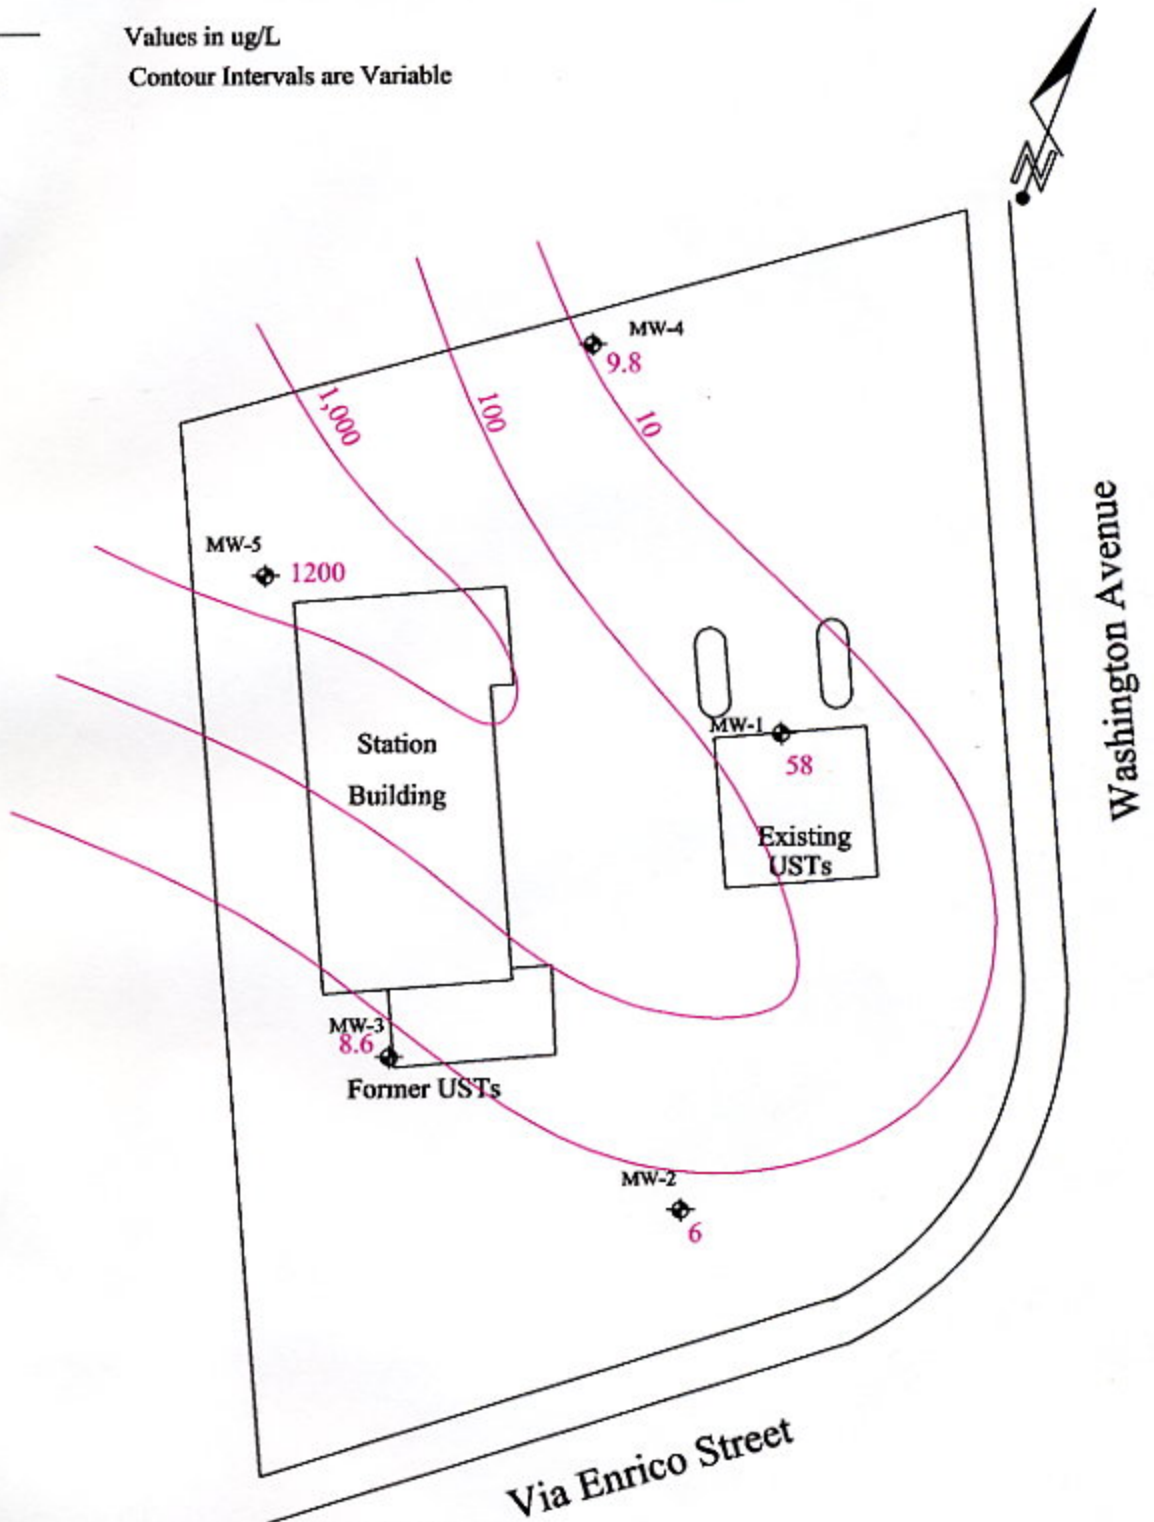 Values in ug/L
Contour Intervals are Variable
N
MW-4
9.8
1,000
100
10
MW-5
1200
Washington Avenue
MW-1
58
Station
Building
Existing
USTs
MW-3
8.6
Former USTs
MW-2
6
Via Enrico Street